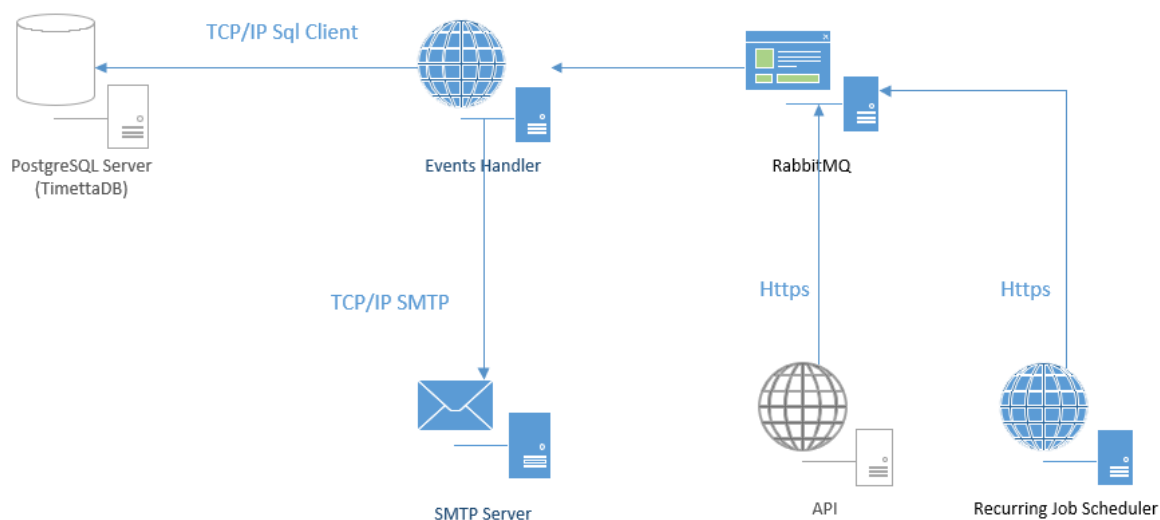 TCP/IP Sql Client
PostgreSQL Server
(TimettaDB)
Events Handler
RabbitMQ
TCP/IP SMTP
Https
Https
SMTP Server
API
Recurring Job Scheduler